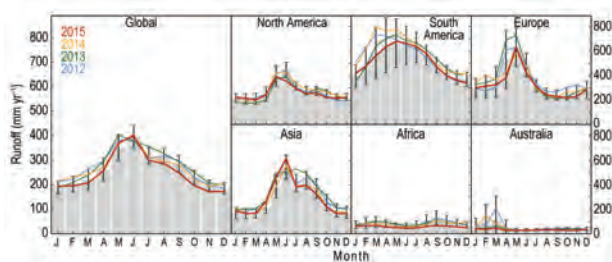 Global
North America
South
America
Europe
2015
2014
2013
2012
800
700
600
500
400
300
200
100
0
Runoff (mm yr⁻¹)
800
600
400
200
0
Asia
Africa
Australia
800
600
400
200
0
J F M A M J J A S O N D
J F M A M J J A S O N D
J F M A M J J A S O N D
J F M A M J J A S O N D
Month